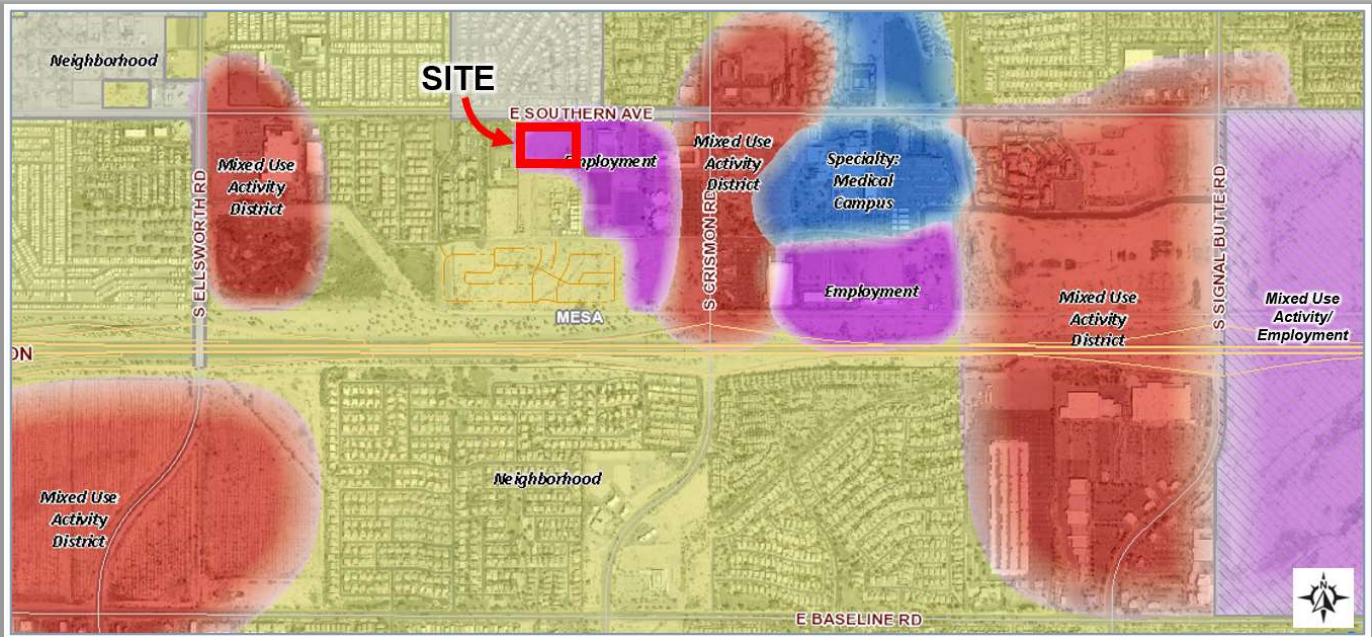 Neighborhood
SITE
E SOUTHERN AVE
Mixed Use
Activity
District
Employment
Mixed Use
Activity
District
Specialty:
Medical
Campus
S ELLSWORTH RD
S CRISMON RD
S SIGNAL BUTTE RD
Employment
Mixed Use
Activity
District
Mixed Use
Activity/
Employment
MESA
ON
Neighborhood
Mixed Use
Activity
District
E BASELINE RD
N